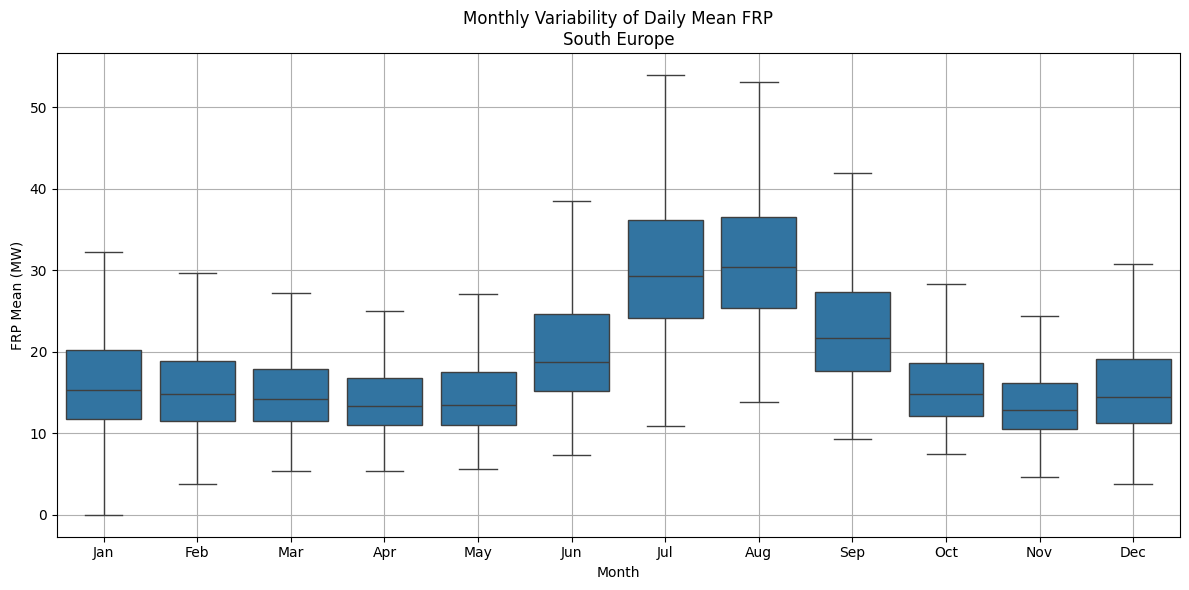 Monthly Variability of Daily Mean FRP
South Europe
FRP Mean (MW)
50
40
30
20
10
0
Jan Feb Mar Apr May Jun Jul Aug Sep Oct Nov Dec
Month